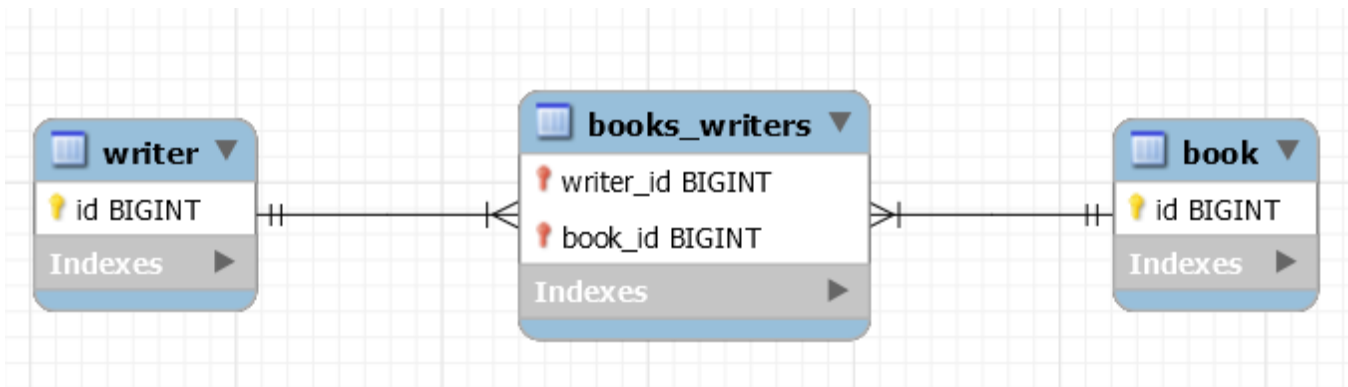 writer
id BIGINT
Indexes
books_writers
writer_id BIGINT
book_id BIGINT
Indexes
book
id BIGINT
Indexes